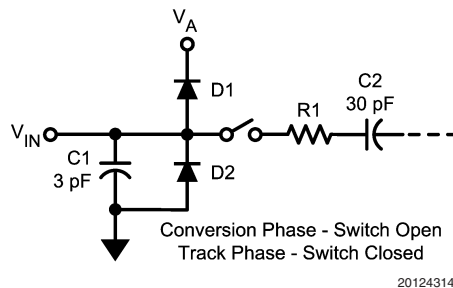 VA
D1
C2
30 pF
R1
VIN
C1
3 pF
D2
Conversion Phase - Switch Open
Track Phase - Switch Closed
20124314